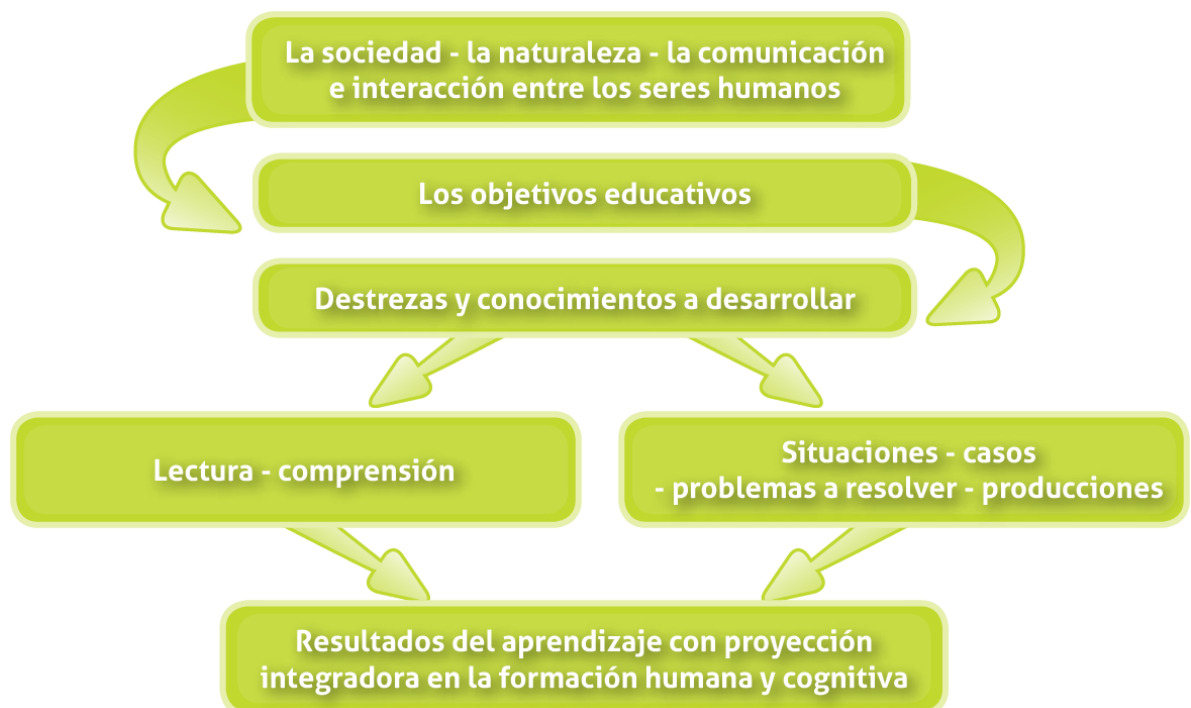 La sociedad - la naturaleza - la comunicación
e interacción entre los seres humanos
Los objetivos educativos
Destrezas y conocimientos a desarrollar
Lectura - comprensión
Situaciones - casos
- problemas a resolver - producciones
Resultados del aprendizaje con proyección
integradora en la formación humana y cognitiva